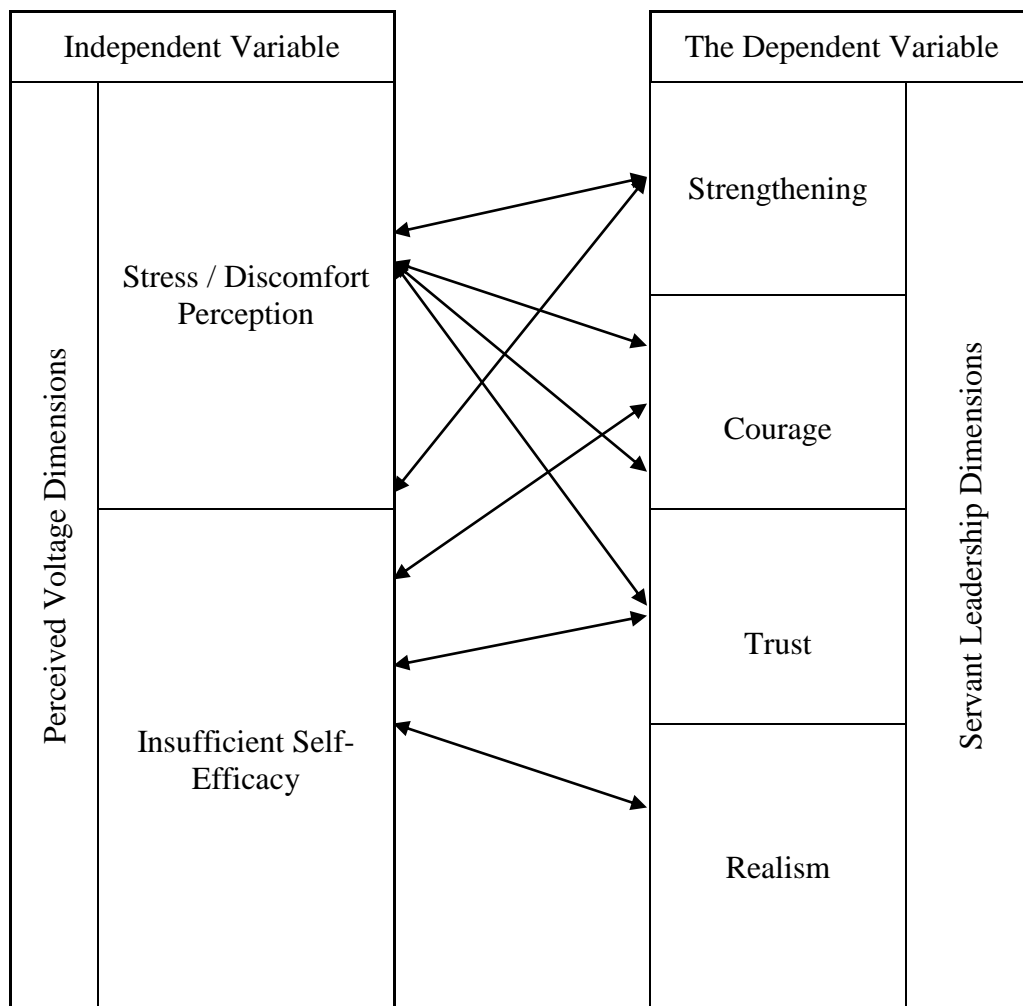 Independent Variable
The Dependent Variable
Perceived Voltage Dimensions
Stress / Discomfort
Perception
Insufficient Self-
Efficacy
Strengthening
Courage
Trust
Realism
Servant Leadership Dimensions